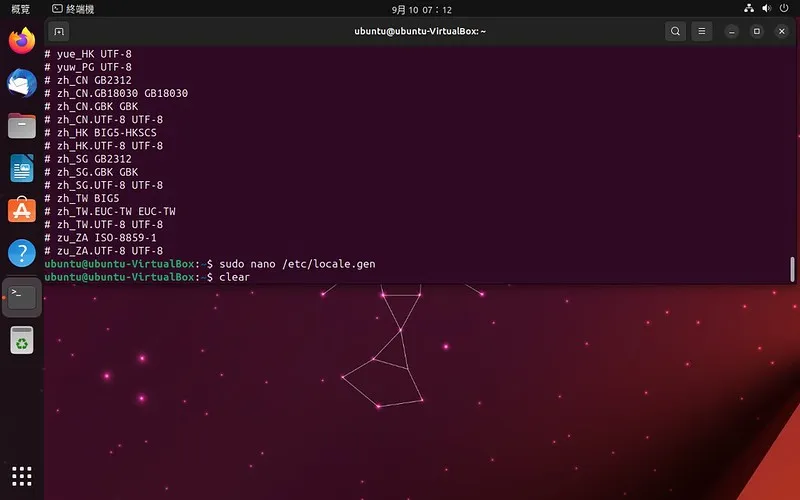 概覽
終端機
9月 10 07：12
ubuntu@ubuntu-VirtualBox: ~
# yue_HK UTF-8
# yuw_PG UTF-8
# zh_CN GB2312
# zh_CN.GB18030 GB18030
# zh_CN.GBK GBK
# zh_CN.UTF-8 UTF-8
# zh_HK BIG5-HKSCS
# zh_HK.UTF-8 UTF-8
# zh_SG GB2312
# zh_SG.GBK GBK
# zh_SG.UTF-8 UTF-8
# zh_TW BIG5
# zh_TW.EUC-TW EUC-TW
# zh_TW.UTF-8 UTF-8
# zu_ZA ISO-8859-1
# zu_ZA.UTF-8 UTF-8
ubuntu@ubuntu-VirtualBox:~$ sudo nano /etc/locale.gen
ubuntu@ubuntu-VirtualBox:~$ clear